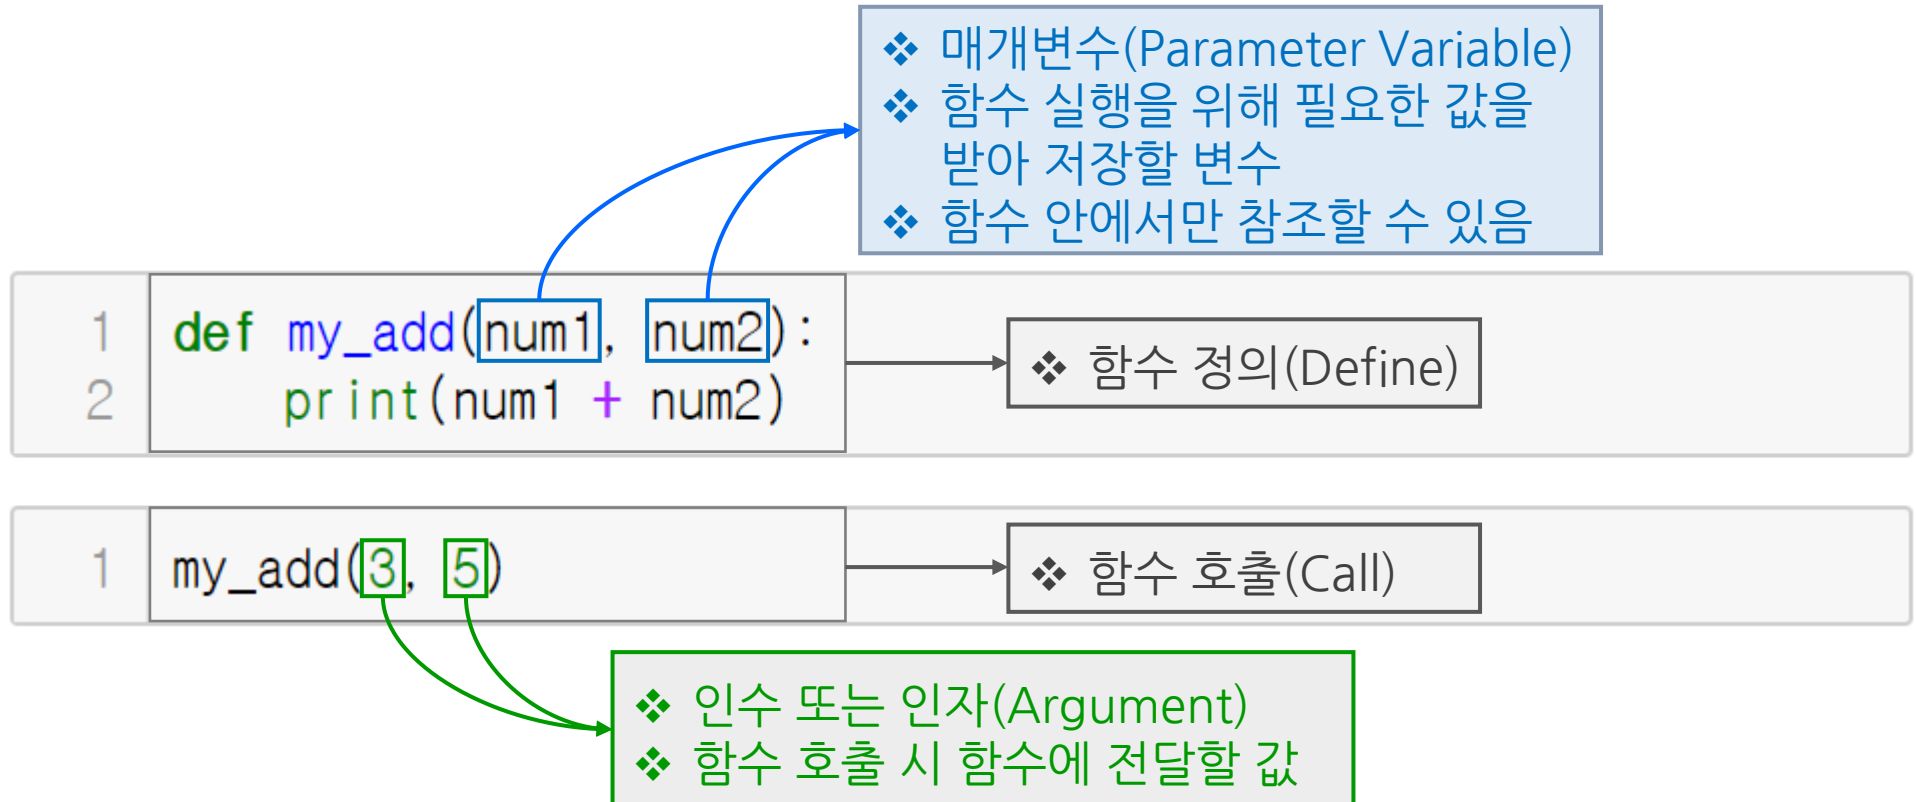 ❖ 매개변수(Parameter Variable)
❖ 함수 실행을 위해 필요한 값을
받아 저장할 변수
❖ 함수 안에서만 참조할 수 있음
1 def my_add(num1, num2):
2 print(num1 + num2)
❖ 함수 정의(Define)
1 my_add(3, 5)
❖ 함수 호출(Call)
❖ 인수 또는 인자(Argument)
❖ 함수 호출 시 함수에 전달할 값